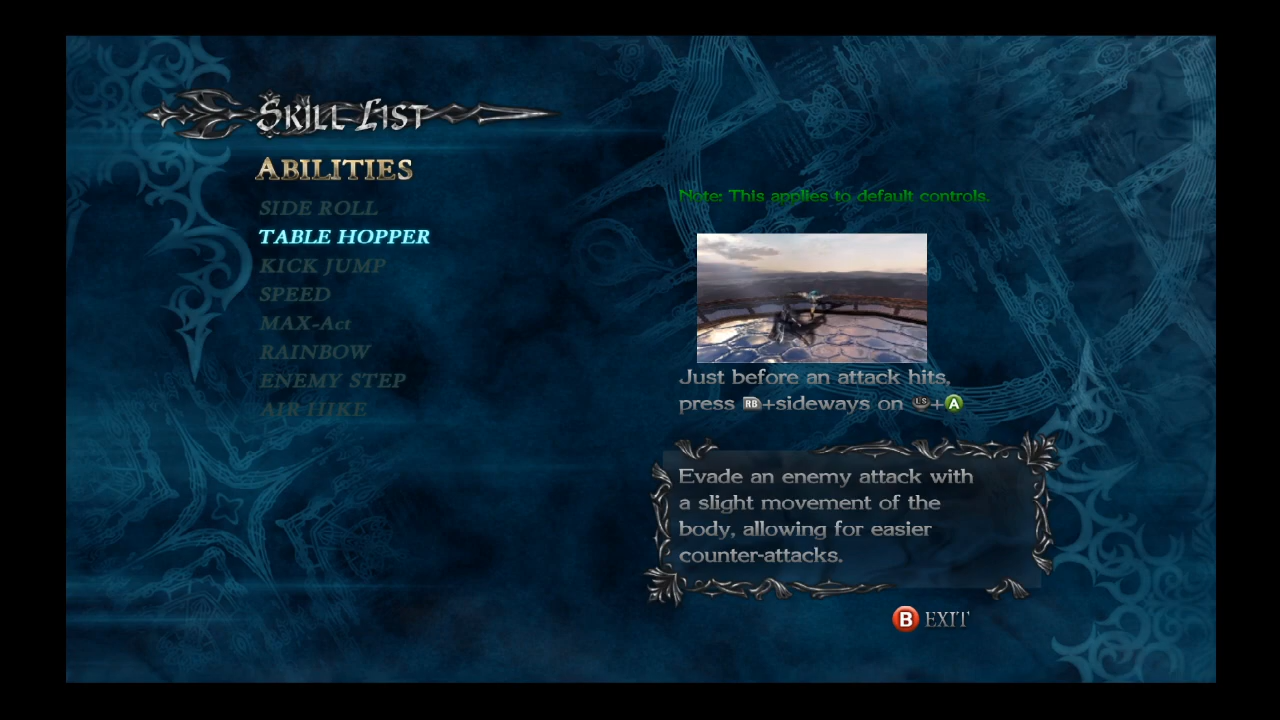 SKILL LIST
ABILITIES
SIDE ROLL
TABLE HOPPER
KICK JUMP
SPEED
MAX-Act
RAINBOW
ENEMY STEP
AIR HIKE
Note: This applies to default controls.
Just before an attack hits,
press RB+sideways on LS+A
Evade an enemy attack with
a slight movement of the
body, allowing for easier
counter-attacks.
B EXIT